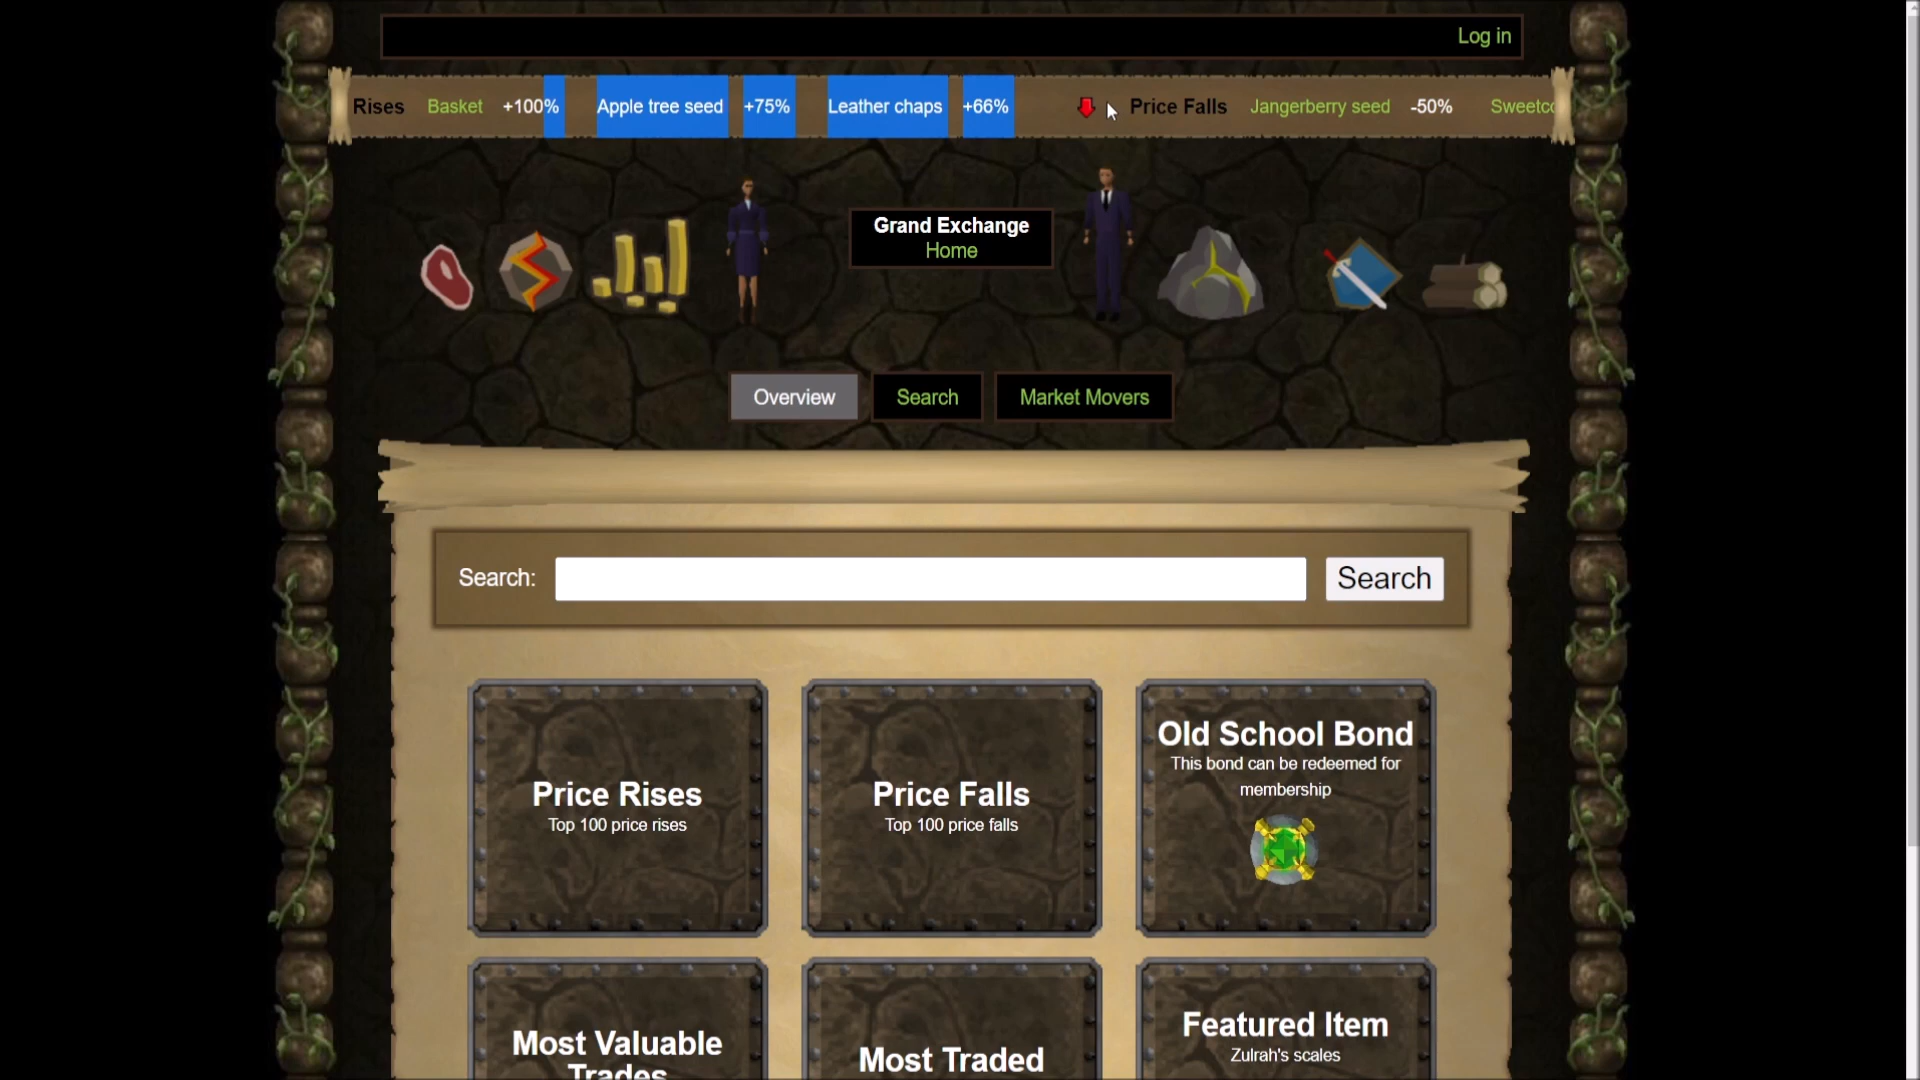 Log in
Rises Basket +100% Apple tree seed +75% Leather chaps +66% Price Falls Jangerberry seed -50% Sweetc
Grand Exchange
Home
Overview Search Market Movers
Search: Search
Price Rises
Top 100 price rises
Price Falls
Top 100 price falls
Old School Bond
This bond can be redeemed for
membership
Most Valuable
Trades
Most Traded
Featured Item
Zulrah's scales